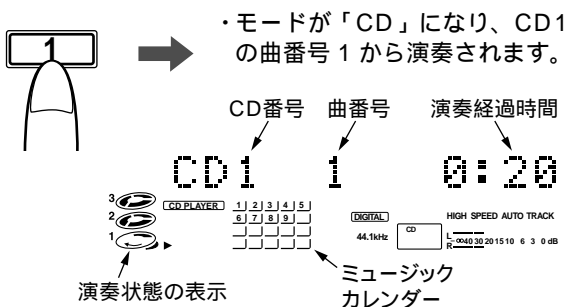 1
・モードが「CD」になり、CD1
の曲番号1から演奏されます。
CD番号 曲番号 演奏経過時間
CD1 1 0:20
3 CD PLAYER 1 2 3 4 5
2 6 7 8 9
1
DIGITAL HIGH SPEED AUTO TRACK
44.1kHz CD L R -∞ 40 30 20 15 10 6 3 0 dB
演奏状態の表示
ミュージック
カレンダー